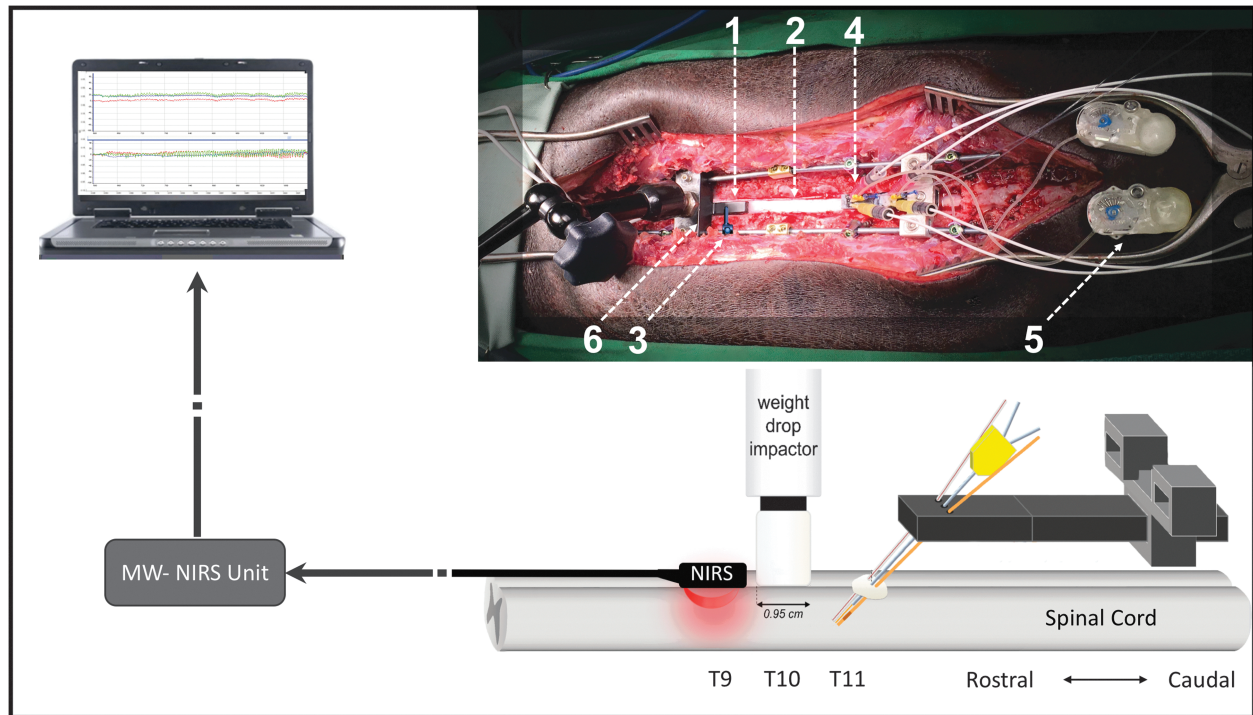 1 2 4
6 3 5
weight
drop
impactor
MW- NIRS Unit
NIRS
0.95 cm
Spinal Cord
T9 T10 T11 Rostral Caudal